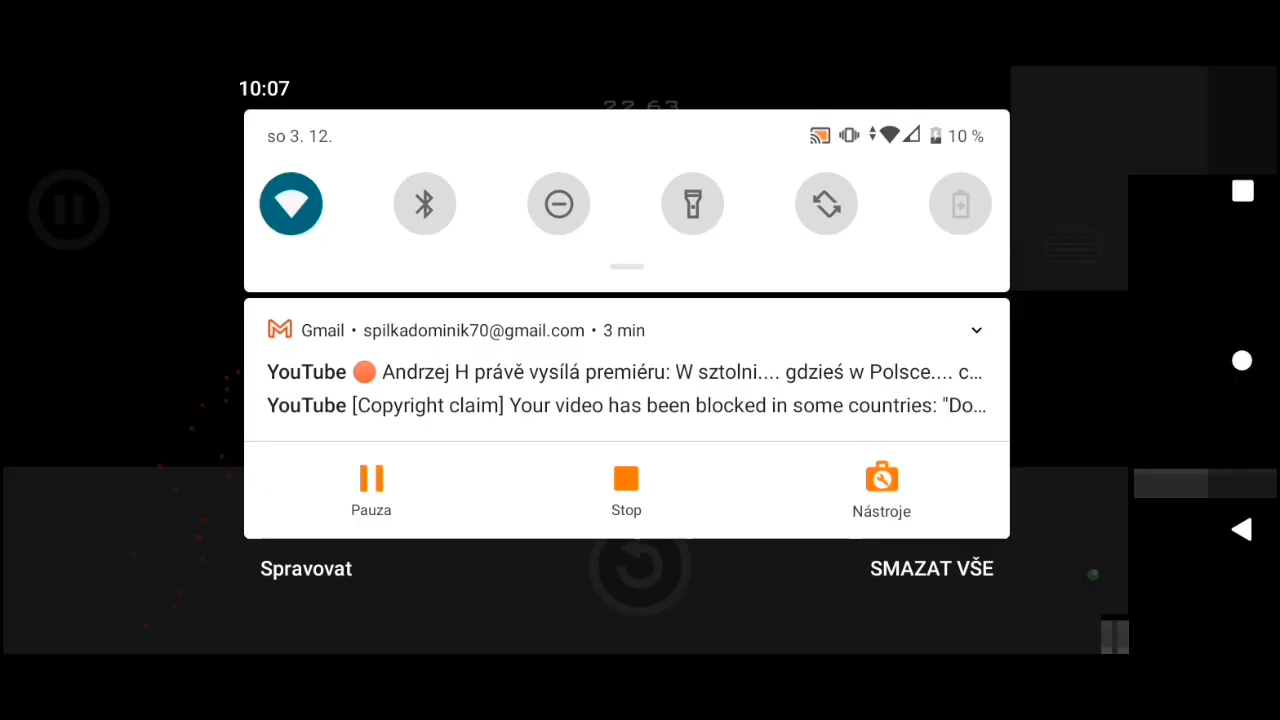 10:07
22 63
so 3. 12.
10 %
Gmail • spilkadominik70@gmail.com • 3 min
YouTube 🔴 Andrzej H právě vysílá premiéru: W sztolni.... gdzieś w Polsce.... c...
YouTube [Copyright claim] Your video has been blocked in some countries: "Do...
Pauza
Stop
Nástroje
Spravovat
SMAZAT VŠE